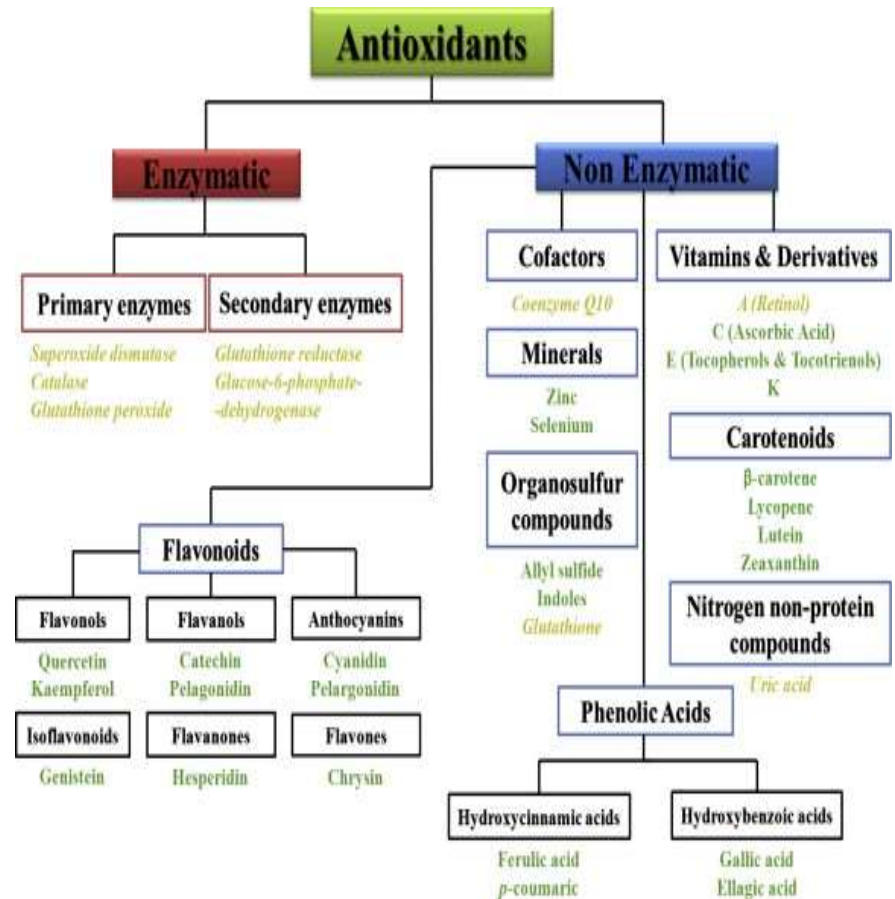 Antioxidants
Enzymatic
Non Enzymatic
Primary enzymes
Superoxide dismutase
Catalase
Glutathione peroxide
Secondary enzymes
Glutathione reductase
Glucose-6-phosphate-
-dehydrogenase
Cofactors
Coenzyme Q10
Minerals
Zinc
Selenium
Organosulfur
compounds
Allyl sulfide
Indoles
Glutathione
Vitamins & Derivatives
A (Retinol)
C (Ascorbic Acid)
E (Tocopherols & Tocotrienols)
K
Carotenoids
β-carotene
Lycopene
Lutein
Zeaxanthin
Nitrogen non-protein
compounds
Uric acid
Flavonoids
Flavonols
Quercetin
Kaempferol
Flavanols
Catechin
Pelagonidin
Anthocyanins
Cyanidin
Pelargonidin
Isoflavonoids
Genistein
Flavanones
Hesperidin
Flavones
Chrysin
Phenolic Acids
Hydroxycinnamic acids
Ferulic acid
p-coumaric
Hydroxybenzoic acids
Gallic acid
Ellagic acid